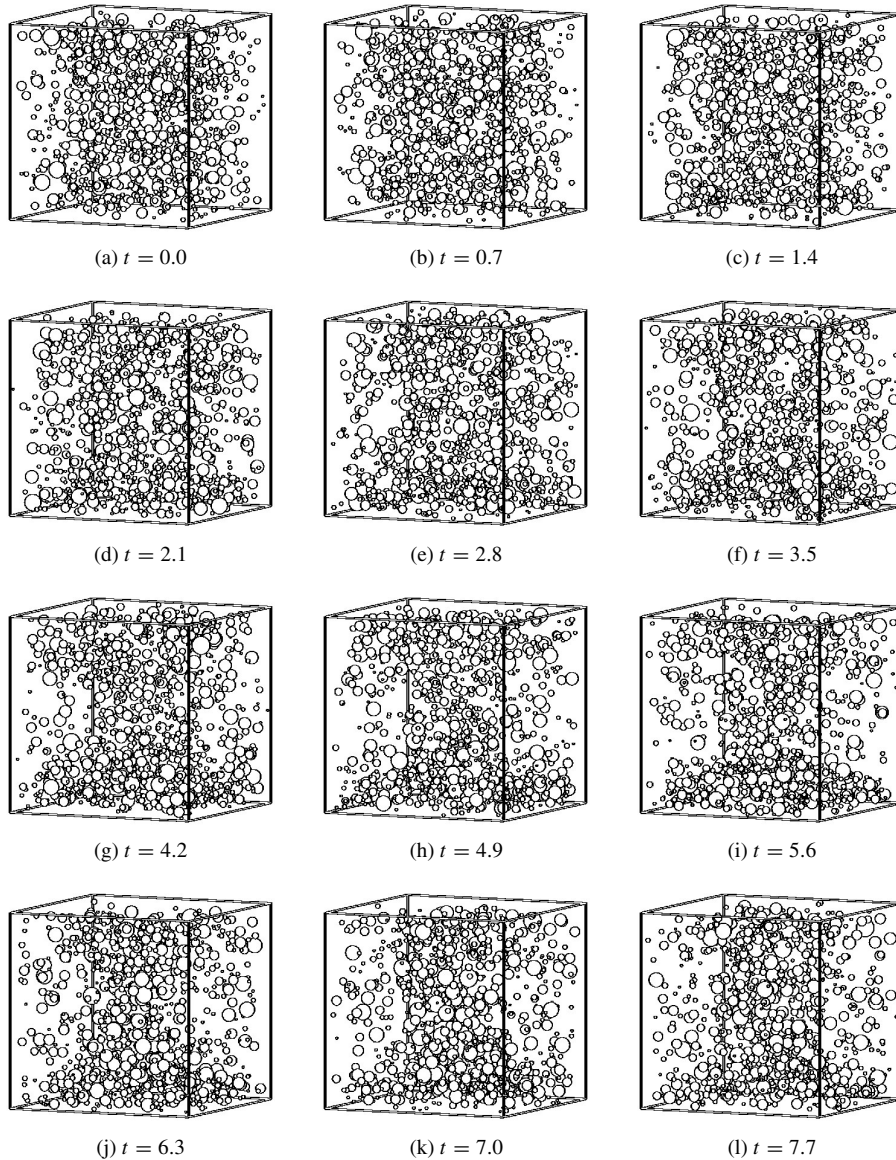 (a) t = 0.0
(b) t = 0.7
(c) t = 1.4
(d) t = 2.1
(e) t = 2.8
(f) t = 3.5
(g) t = 4.2
(h) t = 4.9
(i) t = 5.6
(j) t = 6.3
(k) t = 7.0
(l) t = 7.7